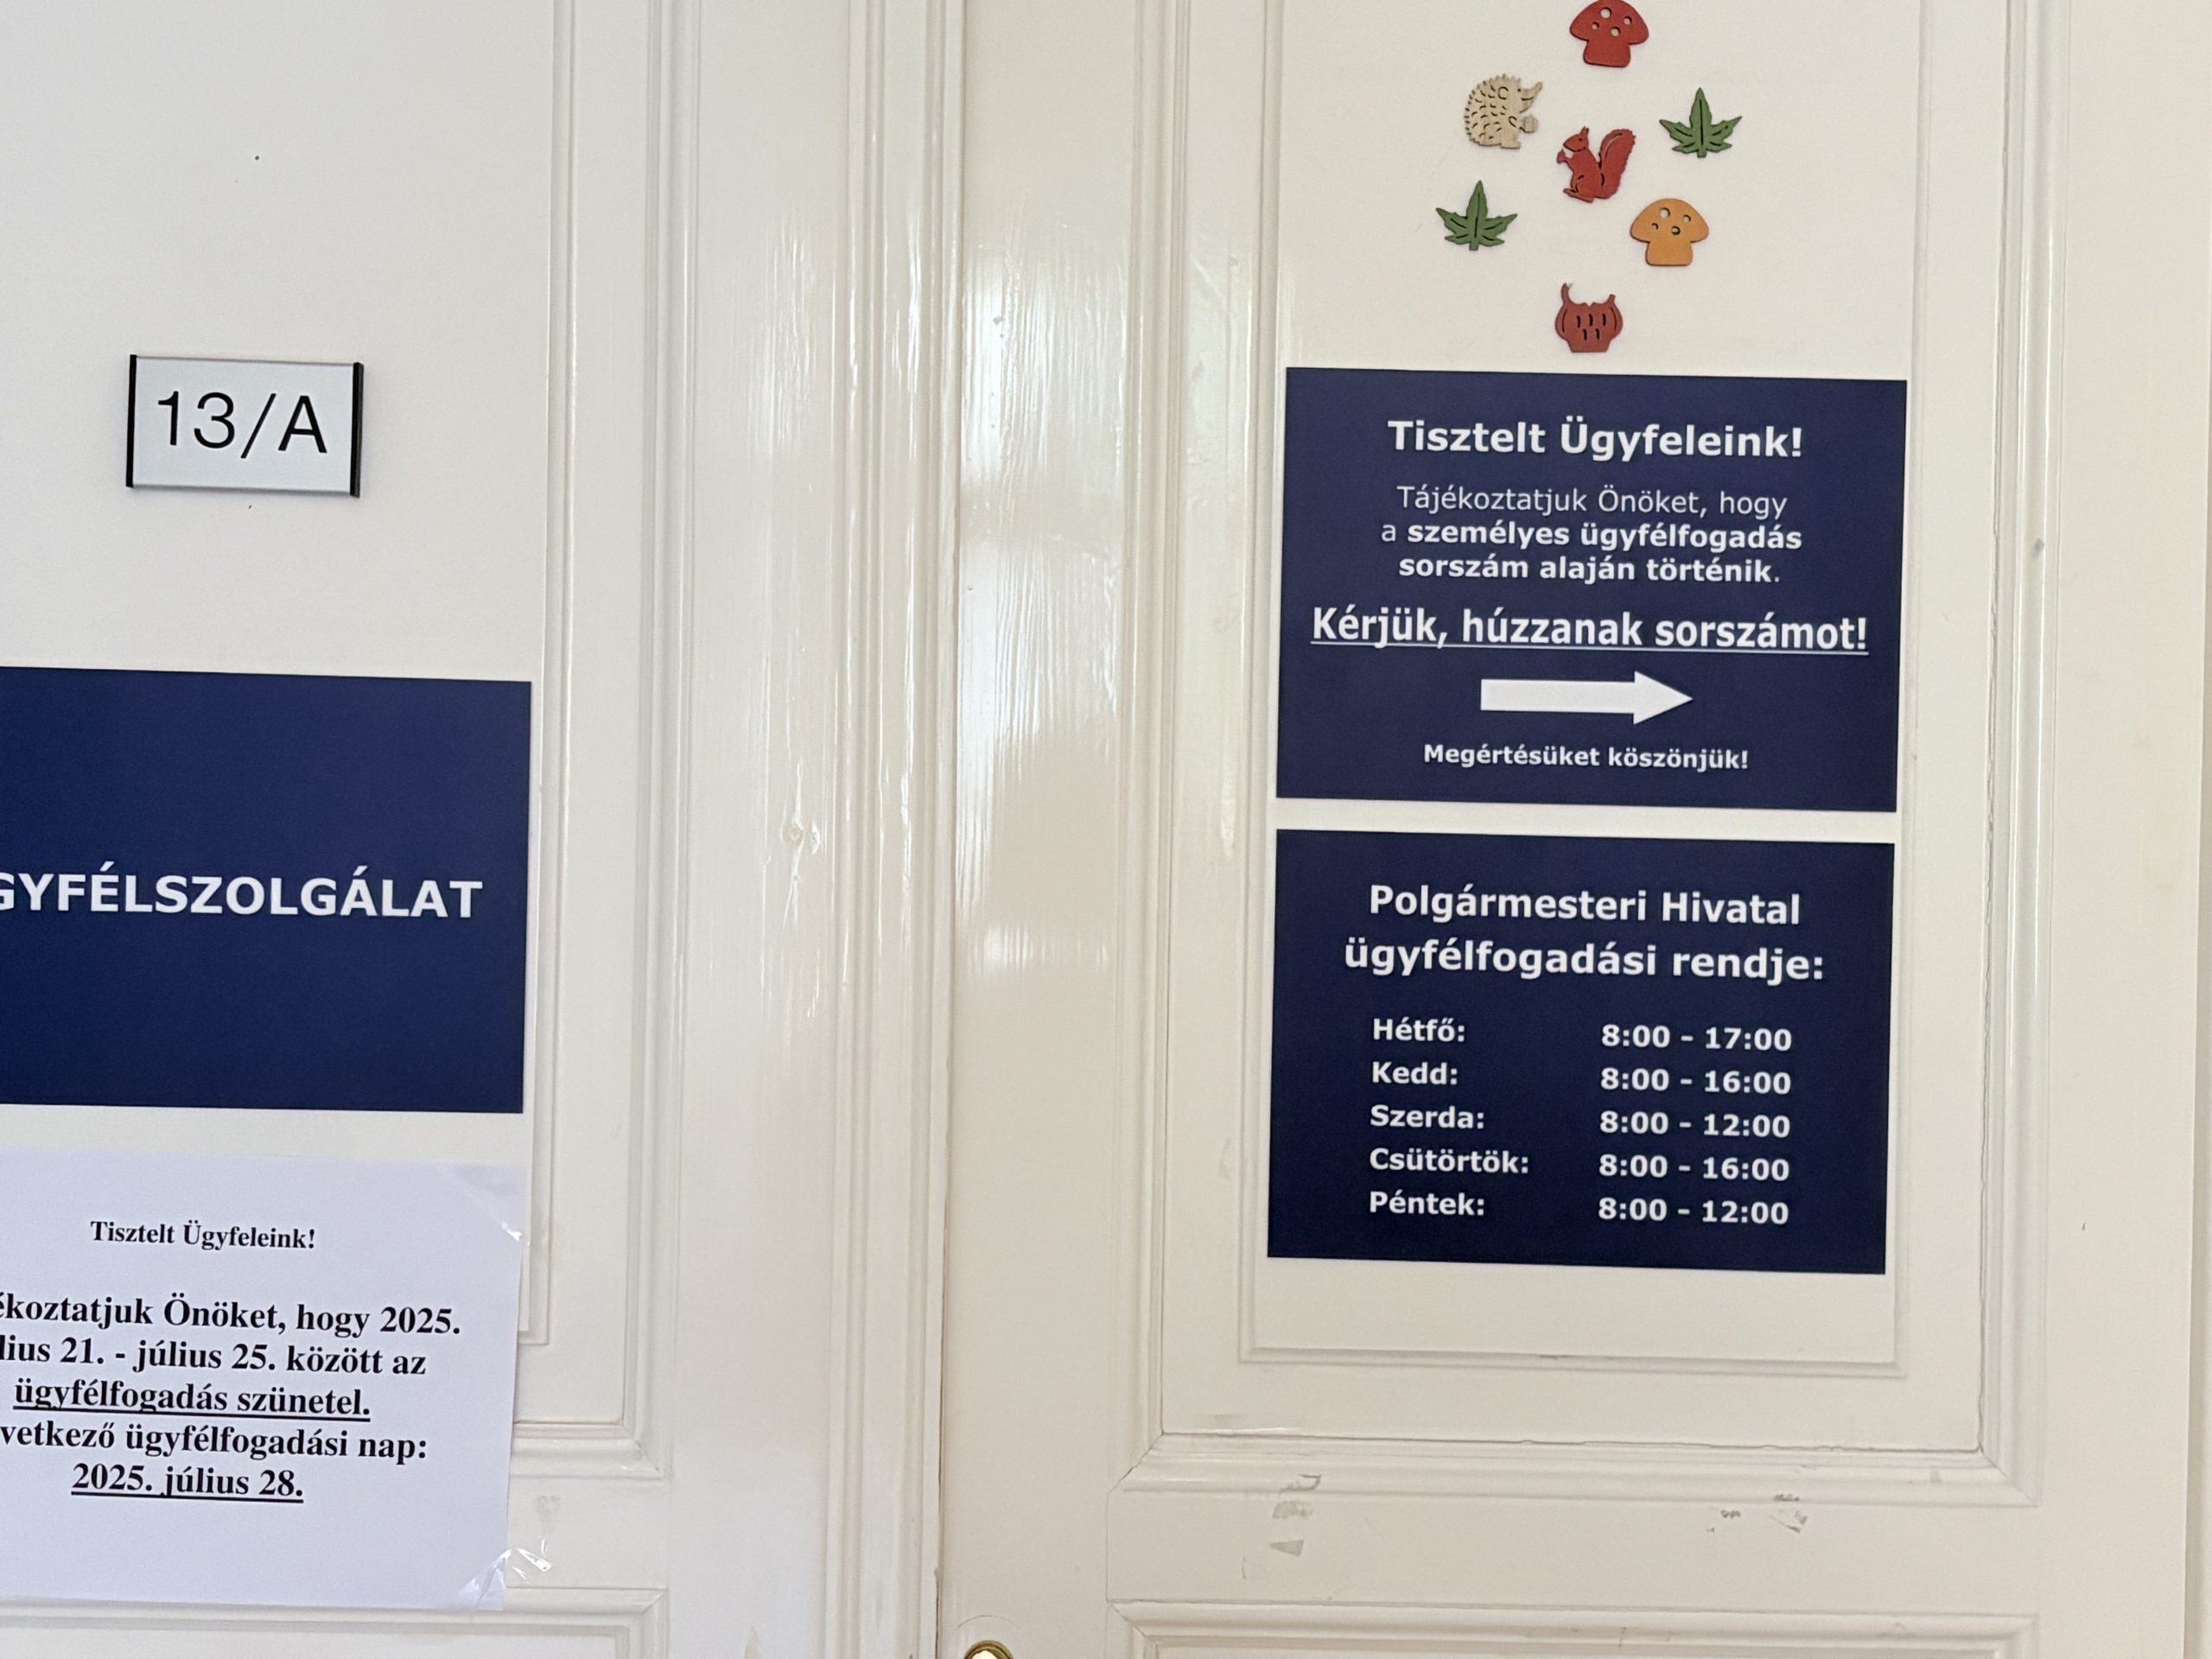 13/A
GYFÉLSZOLGÁLAT
Tisztelt Ügyfeleink!
ékoztatjuk Önöket, hogy 2025.
lius 21. - július 25. között az
ügyfélfogadás szünetel.
vetkező ügyfélfogadási nap:
2025. július 28.
Tisztelt Ügyfeleink!
Tájékoztatjuk Önöket, hogy
a személyes ügyfélfogadás
sorszám alaján történik.
Kérjük, húzzanak sorszámot!
Megértésüket köszönjük!
Polgármesteri Hivatal
ügyfélfogadási rendje:
Hétfő: 8:00 - 17:00
Kedd: 8:00 - 16:00
Szerda: 8:00 - 12:00
Csütörtök: 8:00 - 16:00
Péntek: 8:00 - 12:00